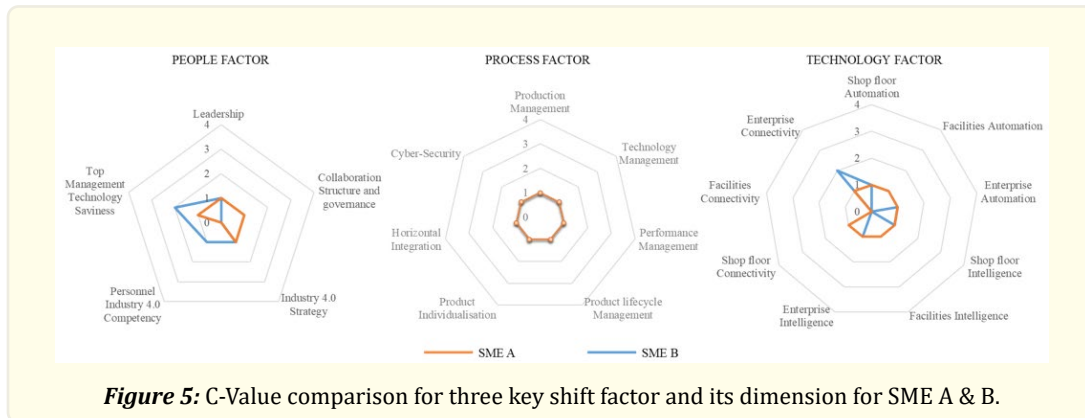 PEOPLE FACTOR
Leadership
4
3
2
1
0
Collaboration
Structure and
governance
Industry 4.0
Strategy
Personnel
Industry 4.0
Competency
Top
Management
Technology
Saviness
PROCESS FACTOR
Production
Management
4
3
2
1
0
Technology
Management
Performance
Management
Product lifecycle
Management
Product
Individualisation
Horizontal
Integration
Cyber-Security
TECHNOLOGY FACTOR
Shop floor
Automation
4
3
2
1
0
Facilities Automation
Enterprise
Automation
Shop floor
Intelligence
Facilities Intelligence
Enterprise
Intelligence
Shop floor
Connectivity
Facilities
Connectivity
Enterprise
Connectivity
SME A
SME B
Figure 5: C-Value comparison for three key shift factor and its dimension for SME A & B.